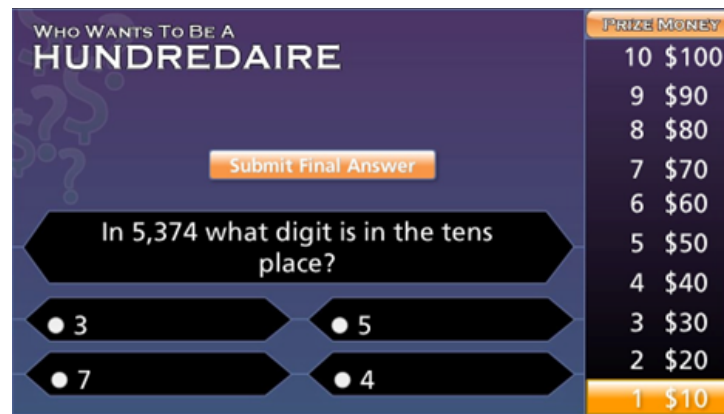 WHO WANTS TO BE A
HUNDREDAIRE
Submit Final Answer
In 5,374 what digit is in the tens
place?
3
5
7
4
PRIZE MONEY
10 $100
9 $90
8 $80
7 $70
6 $60
5 $50
4 $40
3 $30
2 $20
1 $10